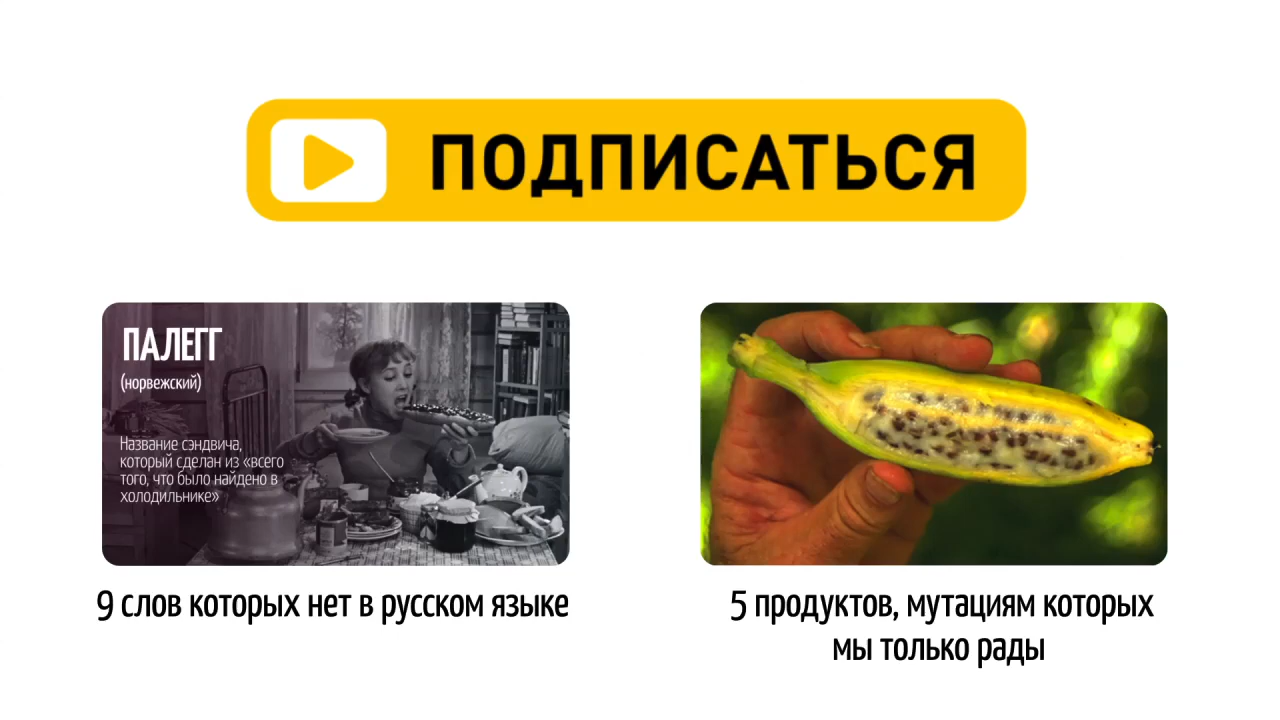 ПОДПИСАТЬСЯ
ПАЛЕГГ
(норвежский)
Название сэндвича,
который сделан из «всего
того, что было найдено в
холодильнике»
9 слов которых нет в русском языке
5 продуктов, мутациям которых
мы только рады